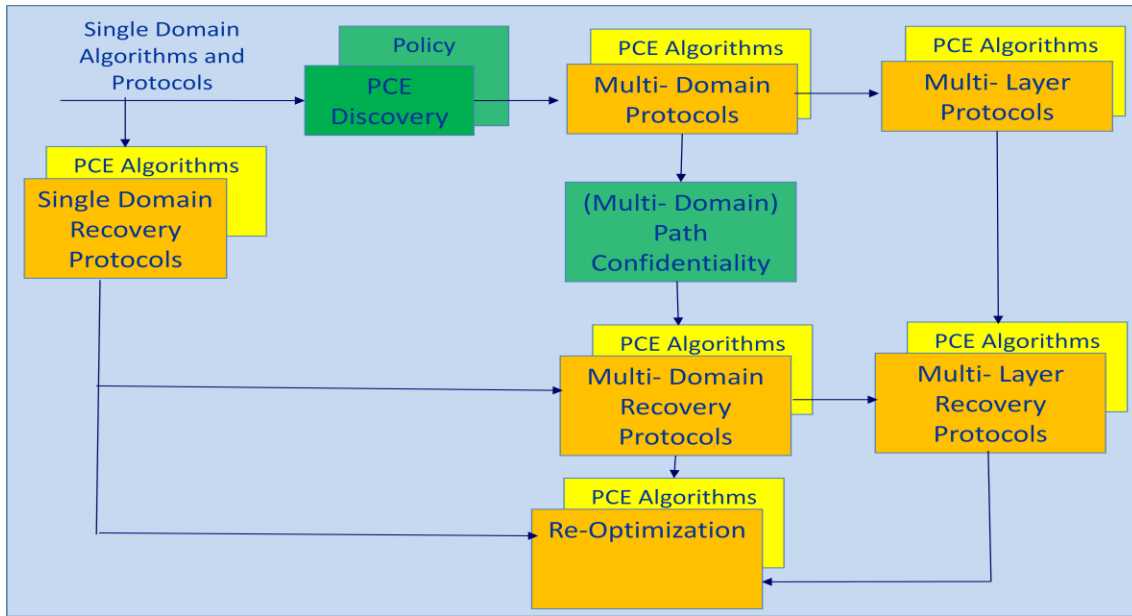 Single Domain
Algorithms and
Protocols
Policy
PCE
Discovery
PCE Algorithms
Multi- Domain
Protocols
PCE Algorithms
Multi- Layer
Protocols
PCE Algorithms
Single Domain
Recovery
Protocols
(Multi- Domain)
Path
Confidentiality
PCE Algorithms
Multi- Domain
Recovery
Protocols
PCE Algorithms
Multi- Layer
Recovery
Protocols
PCE Algorithms
Re-Optimization